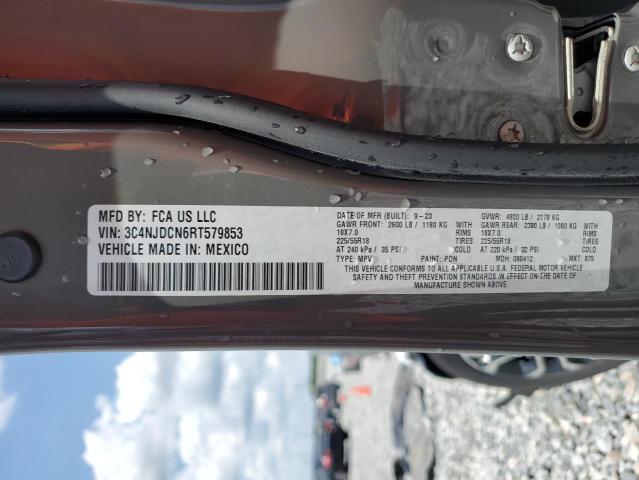 MFD BY: FCA US LLC
VIN: 3C4NJDCN6RT579853
VEHICLE MADE IN: MEXICO
DATE OF MFR (BUILT): 9-23 GVWR: 4800 LB / 2178 KG
GAWR FRONT: 2600 LB / 1180 KG WITH GAWR REAR: 2380 LB / 1080 KG WITH
18X7.0 RIMS 18X7.0 RIMS
225/55R18 225/55R18
AT 240 kPa / 35 PSI COLD AT 220 kPa / 32 PSI COLD
TYPE: MPV PAINT: PDN MDH: 090412 MKT: 875
THIS VEHICLE CONFORMS TO ALL APPLICABLE U.S.A. FEDERAL MOTOR VEHICLE
SAFETY AND THEFT PREVENTION STANDARDS IN EFFECT ON THE DATE OF
MANUFACTURE SHOWN ABOVE.